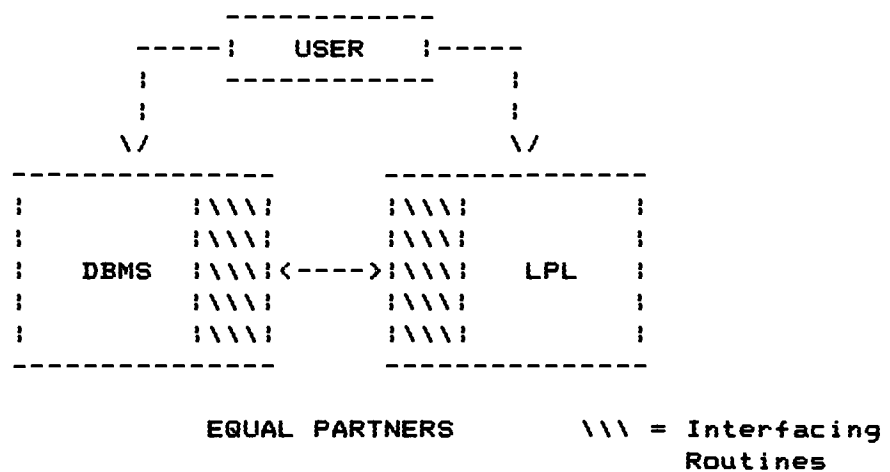 USER
DBMS LPL
EQUAL PARTNERS \\\ = Interfacing
Routines